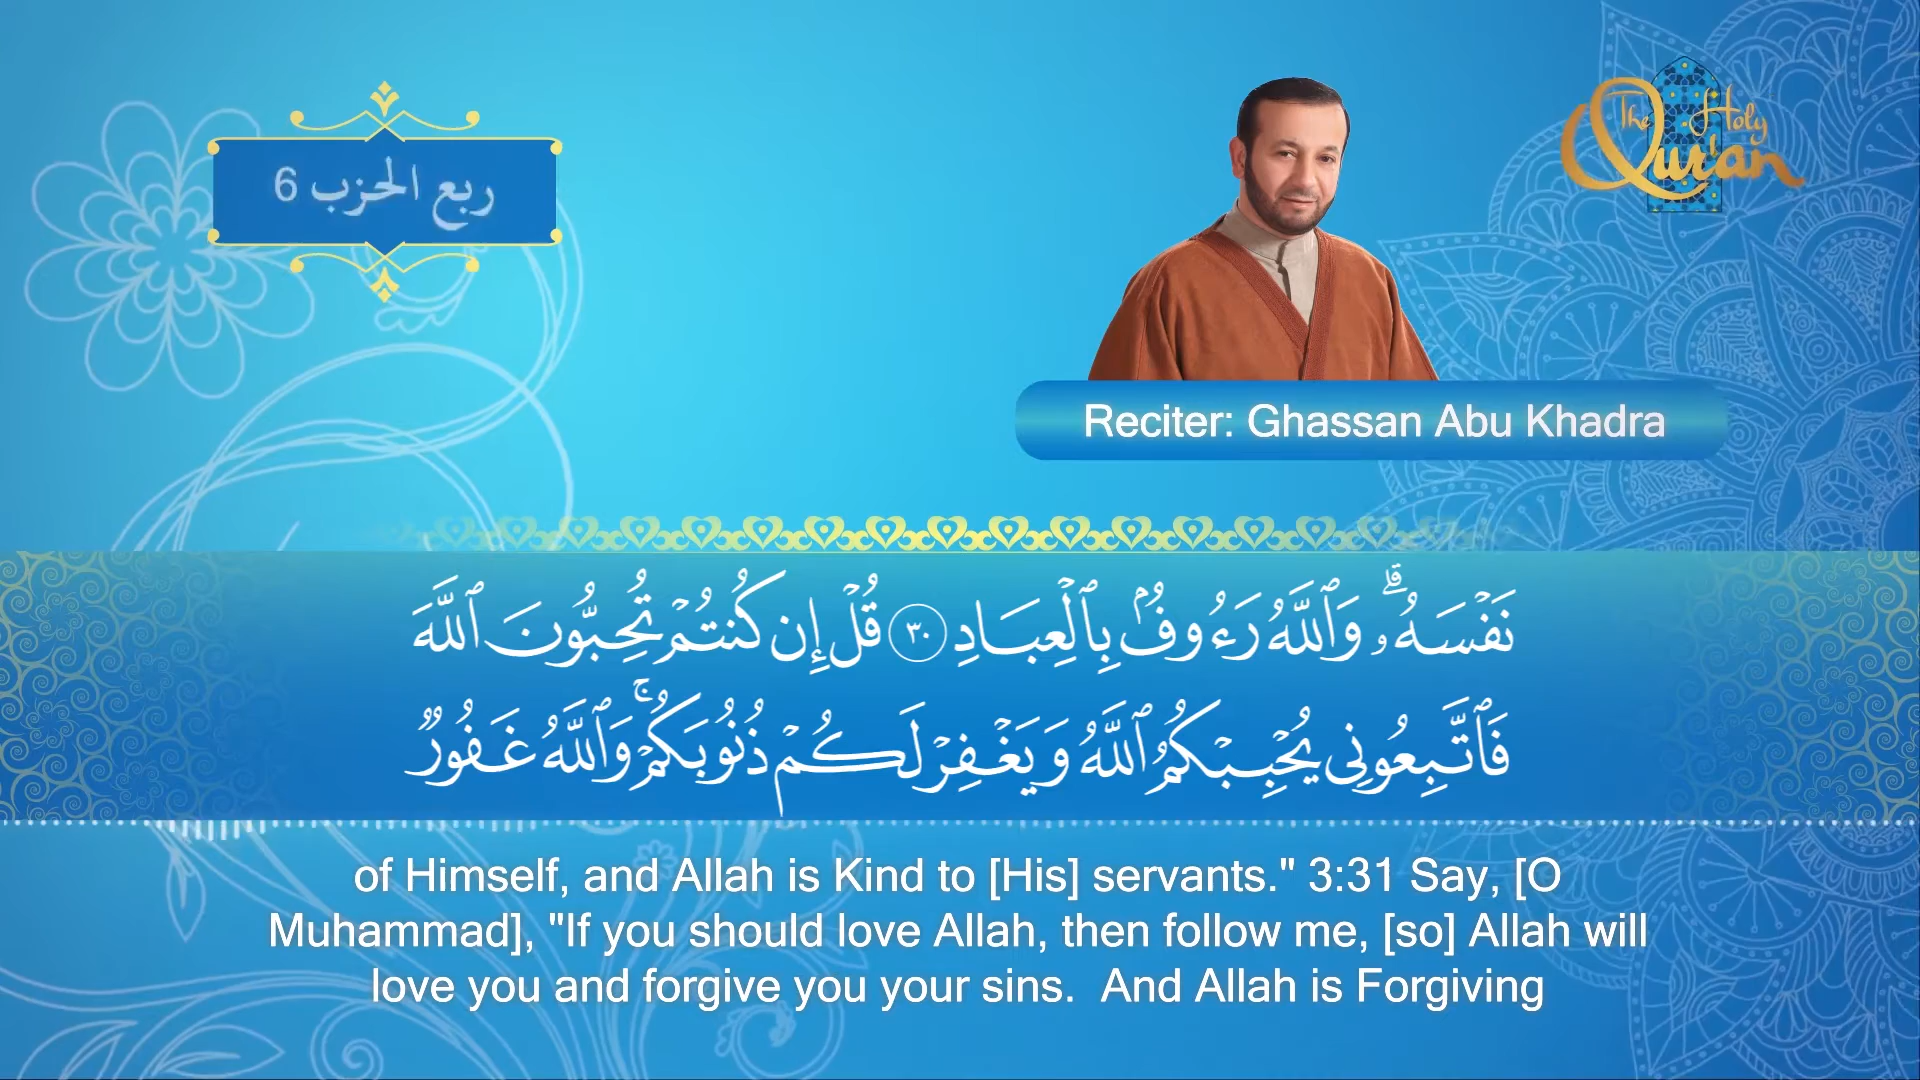 ربع الحزب 6
The Holy
Qur'an
Reciter: Ghassan Abu Khadra
نَفْسَهُۥ ۗ وَٱللَّهُ رَءُوفٌۢ بِٱلْعِبَادِ ٣٠ قُلْ إِن كُنتُمْ تُحِبُّونَ ٱللَّهَ
فَٱتَّبِعُونِى يُحْبِبْكُمُ ٱللَّهُ وَيَغْفِرْ لَكُمْ ذُنُوبَكُمْ ۚ وَٱللَّهُ غَفُورٌ
of Himself, and Allah is Kind to [His] servants." 3:31 Say, [O
Muhammad], "If you should love Allah, then follow me, [so] Allah will
love you and forgive you your sins.  And Allah is Forgiving